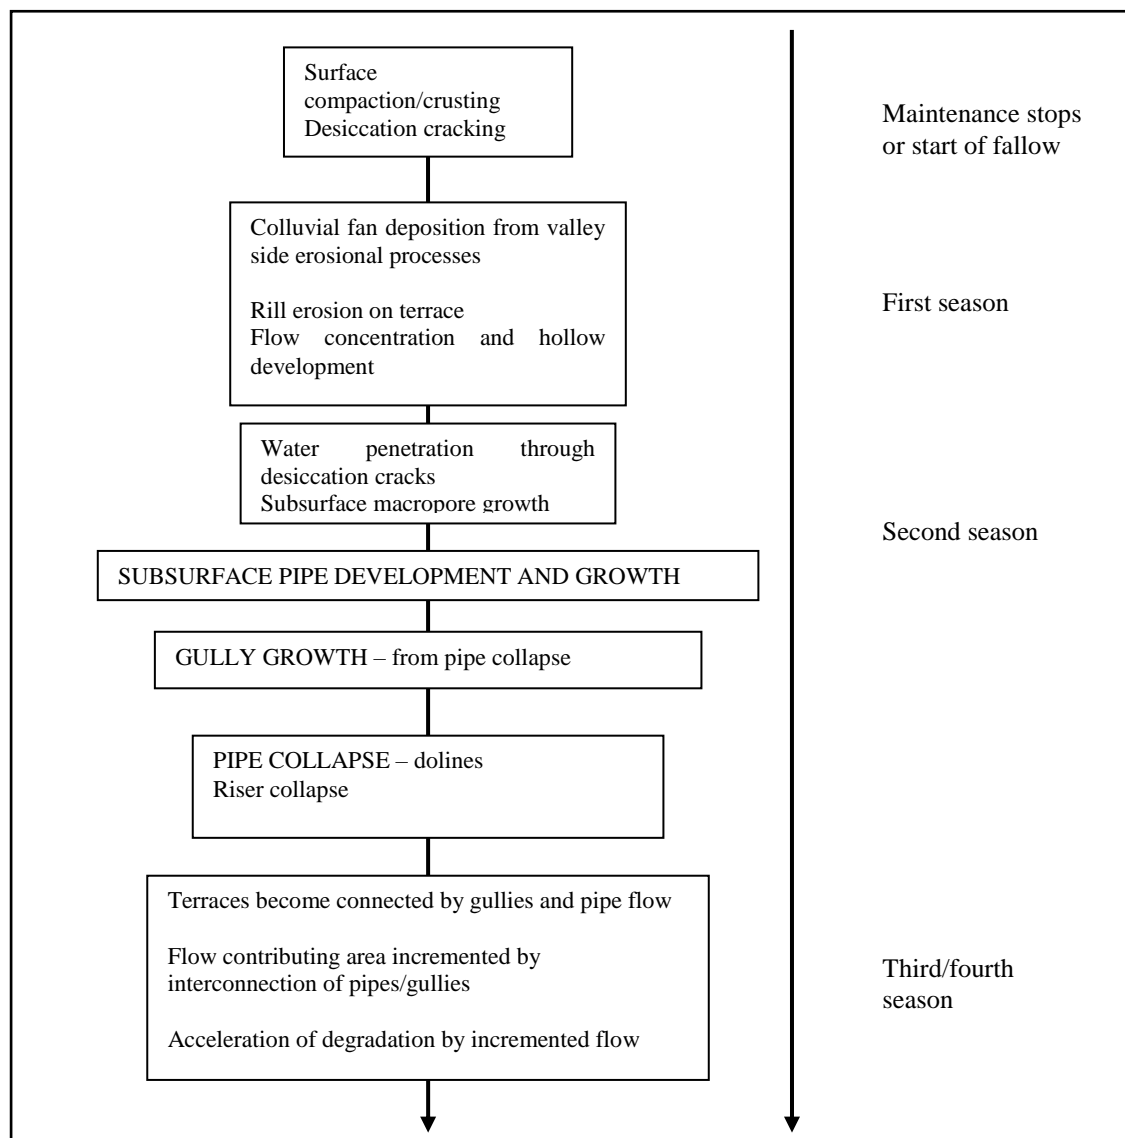 Surface
compaction/crusting
Desiccation cracking
Maintenance stops
or start of fallow
Colluvial fan deposition from valley
side erosional processes
Rill erosion on terrace
Flow concentration and hollow
development
First season
Water penetration through
desiccation cracks
Subsurface macropore growth
Second season
SUBSURFACE PIPE DEVELOPMENT AND GROWTH
GULLY GROWTH – from pipe collapse
PIPE COLLAPSE – dolines
Riser collapse
Terraces become connected by gullies and pipe flow
Flow contributing area incremented by
interconnection of pipes/gullies
Acceleration of degradation by incremented flow
Third/fourth
season